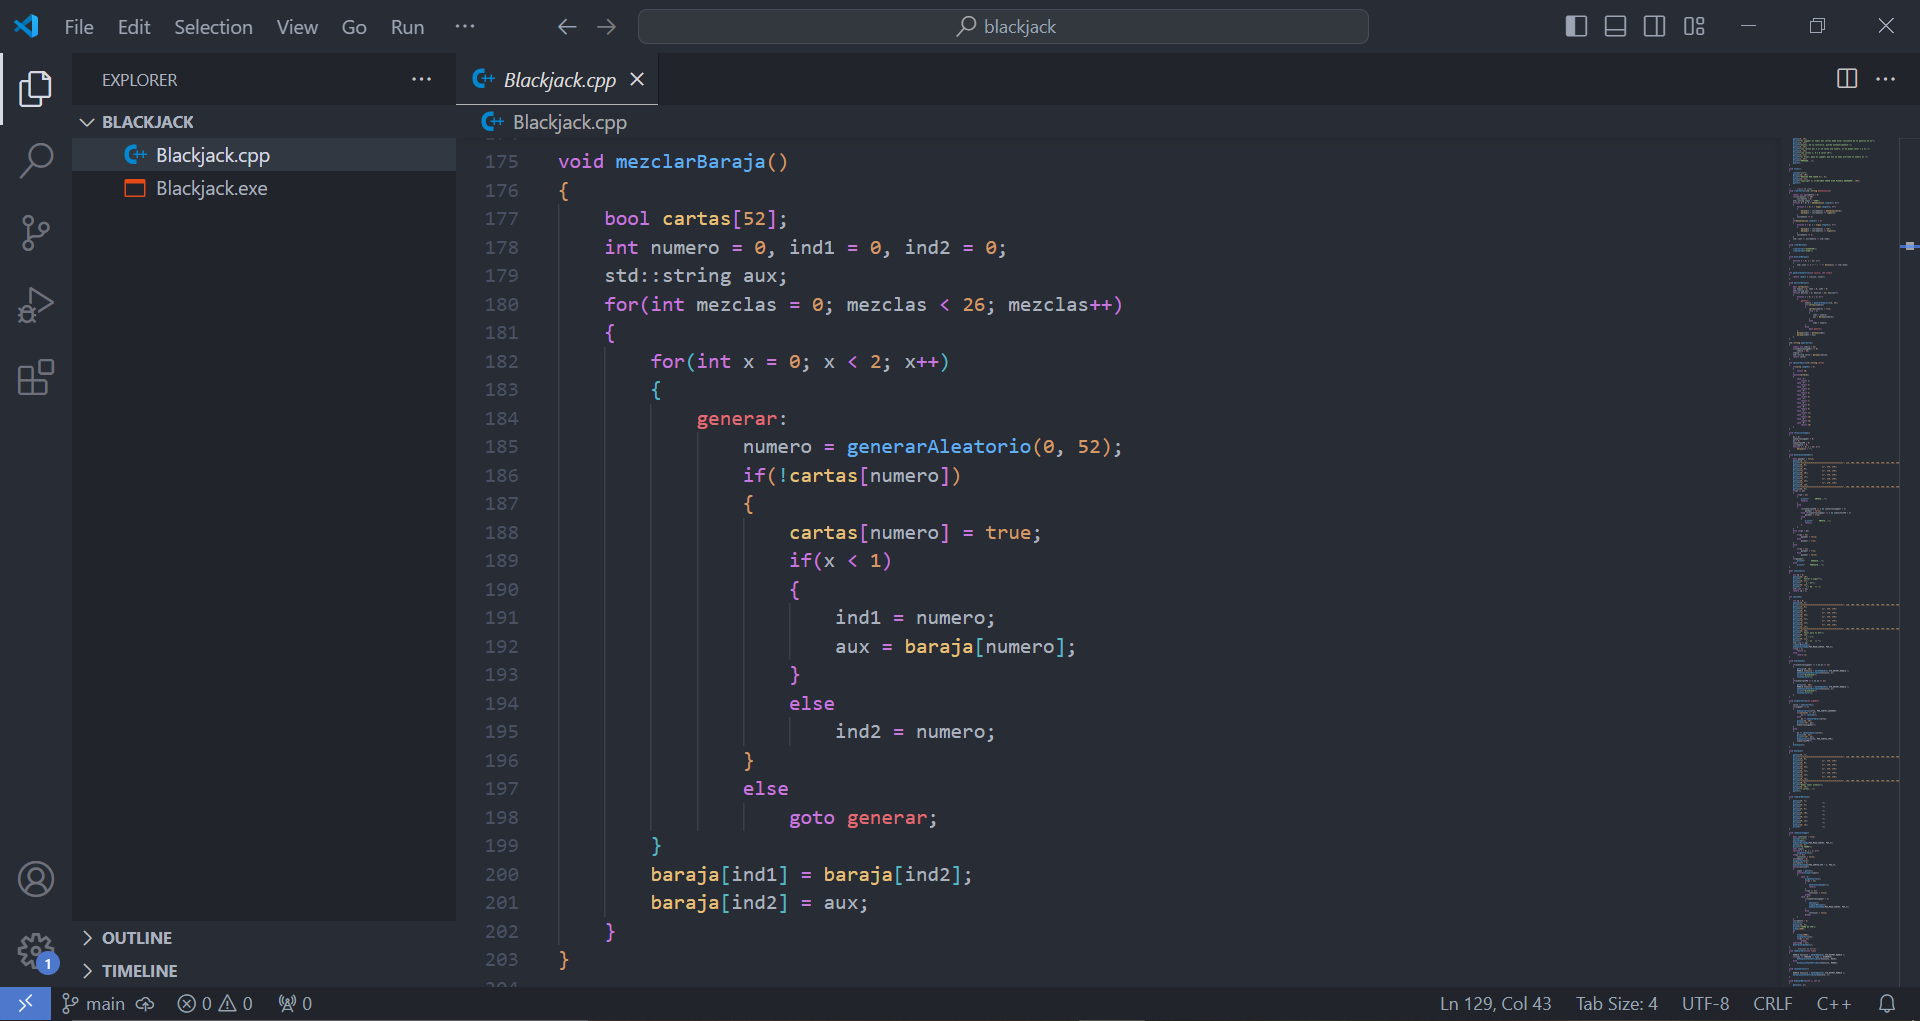 File Edit Selection View Go Run ···
blackjack
EXPLORER ···
BLACKJACK
Blackjack.cpp
Blackjack.exe
OUTLINE
TIMELINE
1
Blackjack.cpp
Blackjack.cpp
175 void mezclarBaraja()
176 {
177 bool cartas[52];
178 int numero = 0, ind1 = 0, ind2 = 0;
179 std::string aux;
180 for(int mezclas = 0; mezclas < 26; mezclas++)
181 {
182 for(int x = 0; x < 2; x++)
183 {
184 generar:
185 numero = generarAleatorio(0, 52);
186 if(!cartas[numero])
187 {
188 cartas[numero] = true;
189 if(x < 1)
190 {
191 ind1 = numero;
192 aux = baraja[numero];
193 }
194 else
195 ind2 = numero;
196 }
197 else
198 goto generar;
199 }
200 baraja[ind1] = baraja[ind2];
201 baraja[ind2] = aux;
202 }
203 }
main 0 0 0 Ln 129, Col 43 Tab Size: 4 UTF-8 CRLF C++